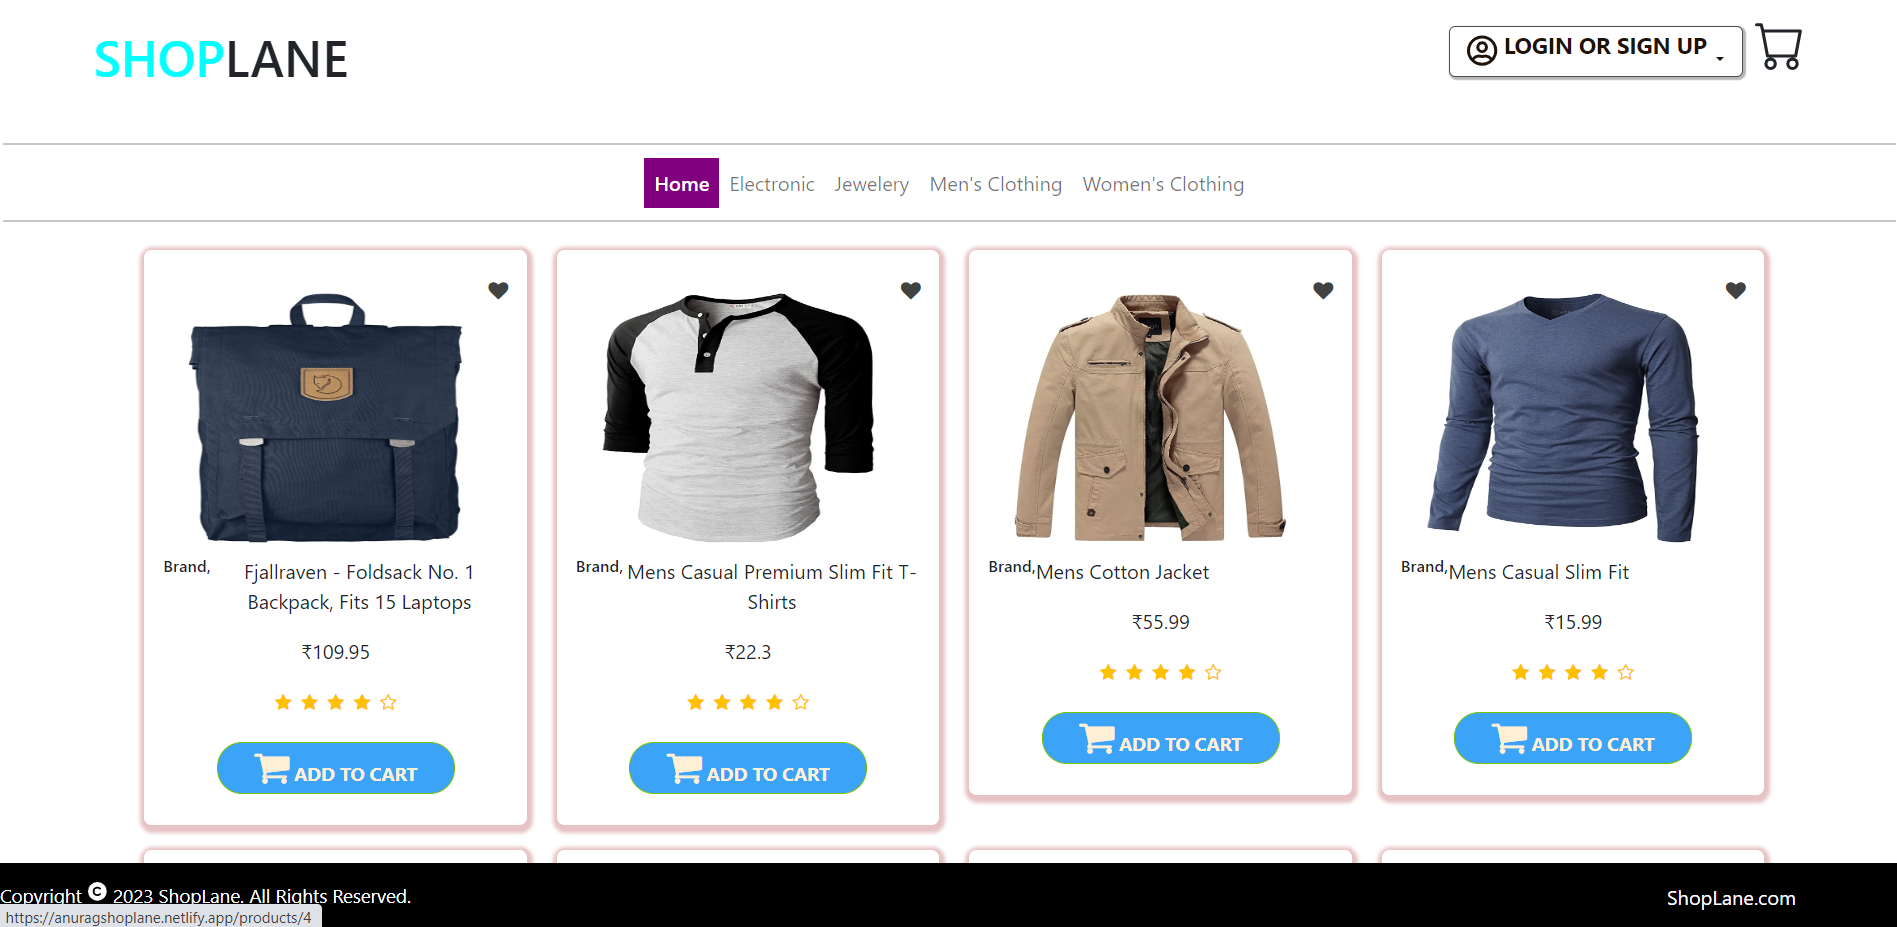 SHOPLANE
LOGIN OR SIGN UP
Home Electronic Jewelery Men's Clothing Women's Clothing
Brand, Fjallraven - Foldsack No. 1
Backpack, Fits 15 Laptops
₹109.95
ADD TO CART
Brand, Mens Casual Premium Slim Fit T-
Shirts
₹22.3
ADD TO CART
Brand, Mens Cotton Jacket
₹55.99
ADD TO CART
Brand, Mens Casual Slim Fit
₹15.99
ADD TO CART
Copyright © 2023 ShopLane. All Rights Reserved.
ShopLane.com
https://anuragshoplane.netlify.app/products/4